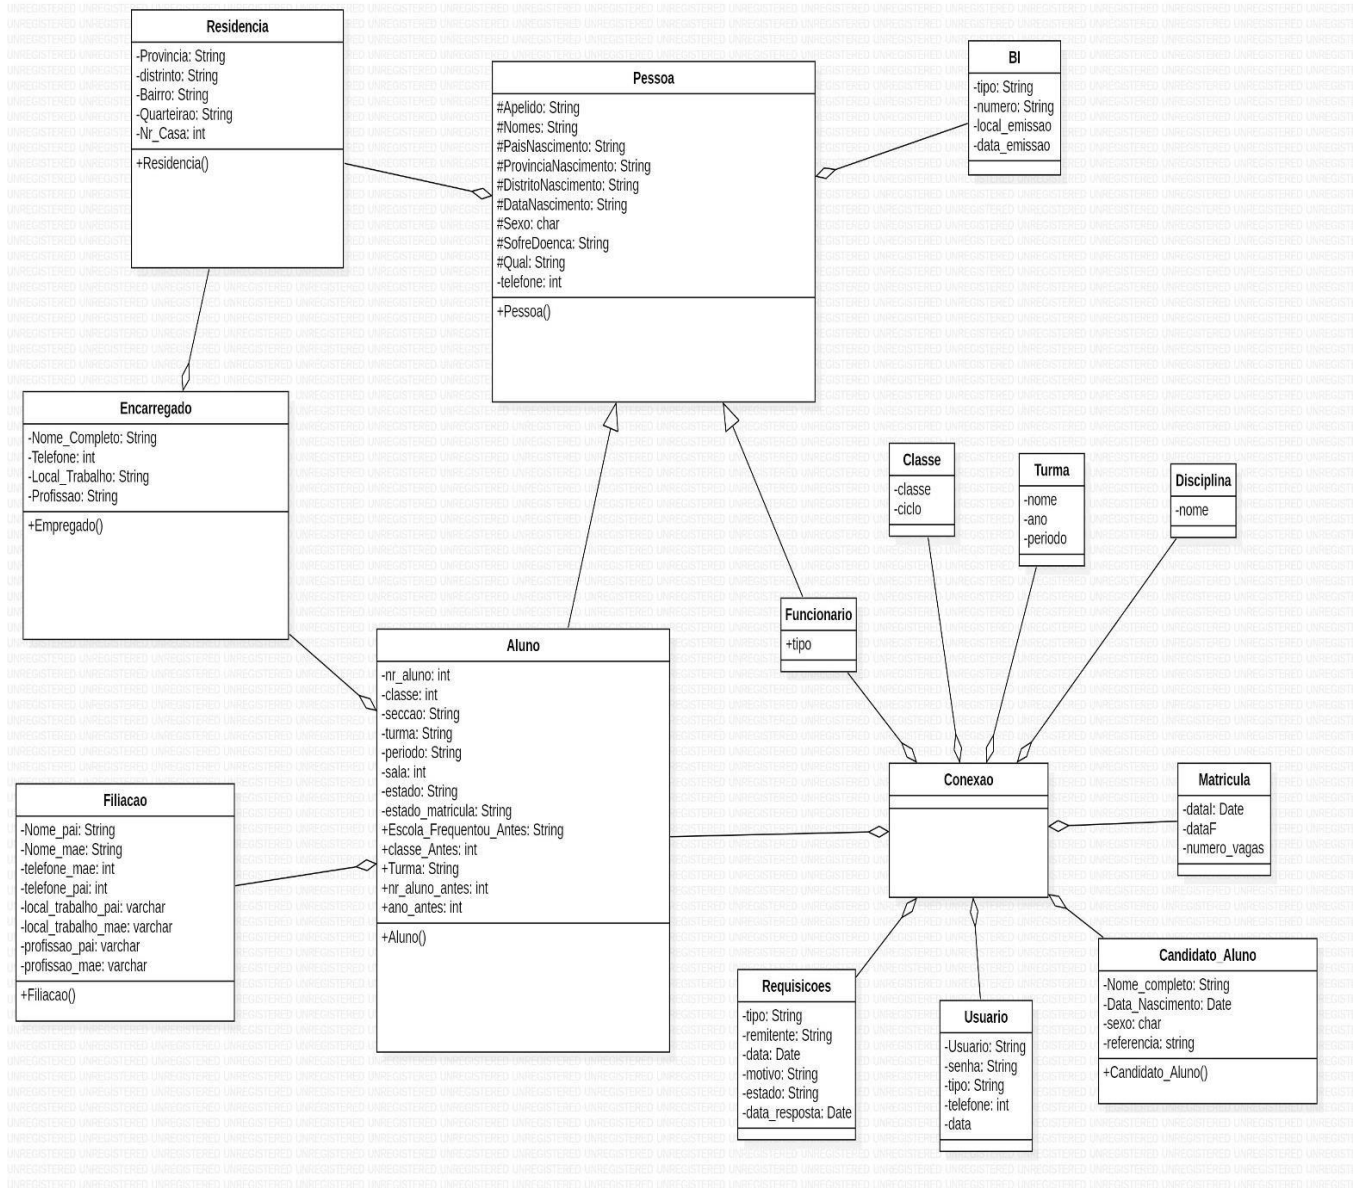 Residencia
-Provincia: String
-distrinto: String
-Bairro: String
-Quarteirao: String
-Nr_Casa: int
+Residencia()
Pessoa
#Apelido: String
#Nomes: String
#PaisNascimento: String
#ProvinciaNascimento: String
#DistritoNascimento: String
#DataNascimento: String
#Sexo: char
#SofreDoenca: String
#Qual: String
-telefone: int
+Pessoa()
BI
-tipo: String
-numero: String
-local_emissao
-data_emissao
Encarregado
-Nome_Completo: String
-Telefone: int
-Local_Trabalho: String
-Profissao: String
+Empregado()
Classe
-classe
-ciclo
Turma
-nome
-ano
-periodo
Disciplina
-nome
Funcionario
+tipo
Aluno
-nr_aluno: int
-classe: int
-seccao: String
-turma: String
-periodo: String
-sala: int
-estado: String
-estado_matricula: String
+Escola_Frequentou_Antes: String
+classe_Antes: int
+Turma: String
+nr_aluno_antes: int
+ano_antes: int
+Aluno()
Filiacao
-Nome_pai: String
-Nome_mae: String
-telefone_mae: int
-telefone_pai: int
-local_trabalho_pai: varchar
-local_trabalho_mae: varchar
-profissao_pai: varchar
-profissao_mae: varchar
+Filiacao()
Conexao
Matricula
-dataI: Date
-dataF
-numero_vagas
Requisicoes
-tipo: String
-remitente: String
-data: Date
-motivo: String
-estado: String
-data_resposta: Date
Usuario
-Usuario: String
-senha: String
-tipo: String
-telefone: int
-data
Candidato_Aluno
-Nome_completo: String
-Data_Nascimento: Date
-sexo: char
-referencia: string
+Candidato_Aluno()